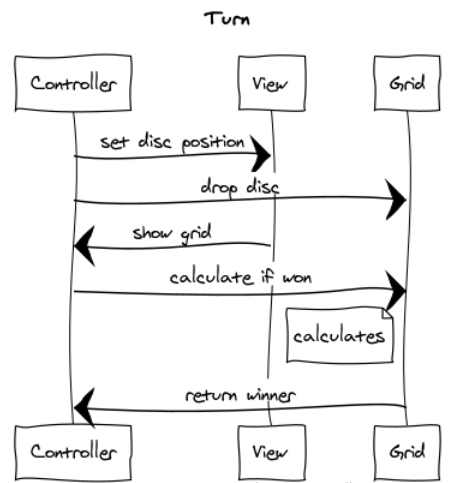 Turn
Controller View Grid
set disc position
drop disc
show grid
calculate if won
calculates
return winner
Controller View Grid